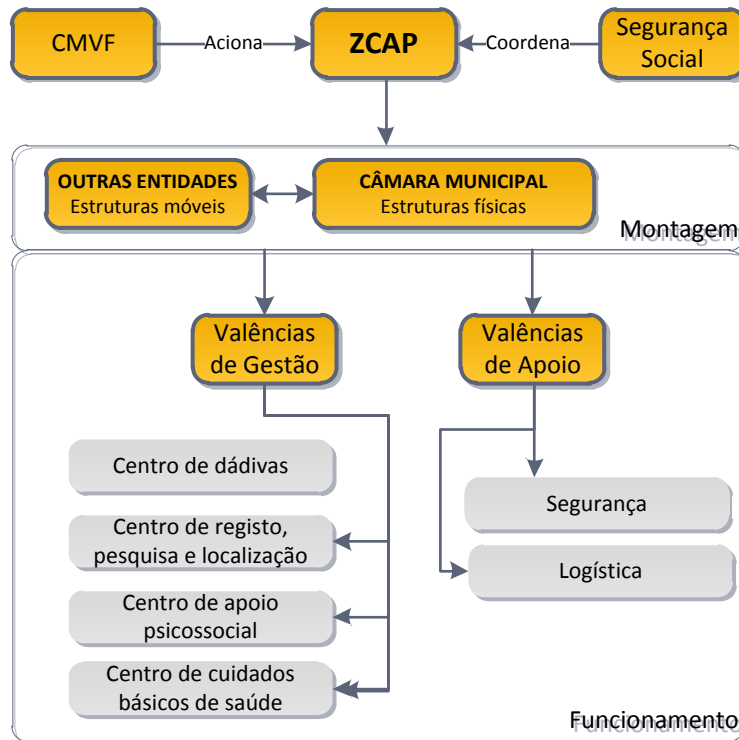 CMVF
Aciona
ZCAP
Coordena
Segurança
Social
OUTRAS ENTIDADES
Estruturas móveis
CÂMARA MUNICIPAL
Estruturas físicas
Montagem
Valências
de Gestão
Valências
de Apoio
Centro de dádivas
Centro de registo,
pesquisa e localização
Centro de apoio
psicossocial
Centro de cuidados
básicos de saúde
Segurança
Logística
Funcionamento